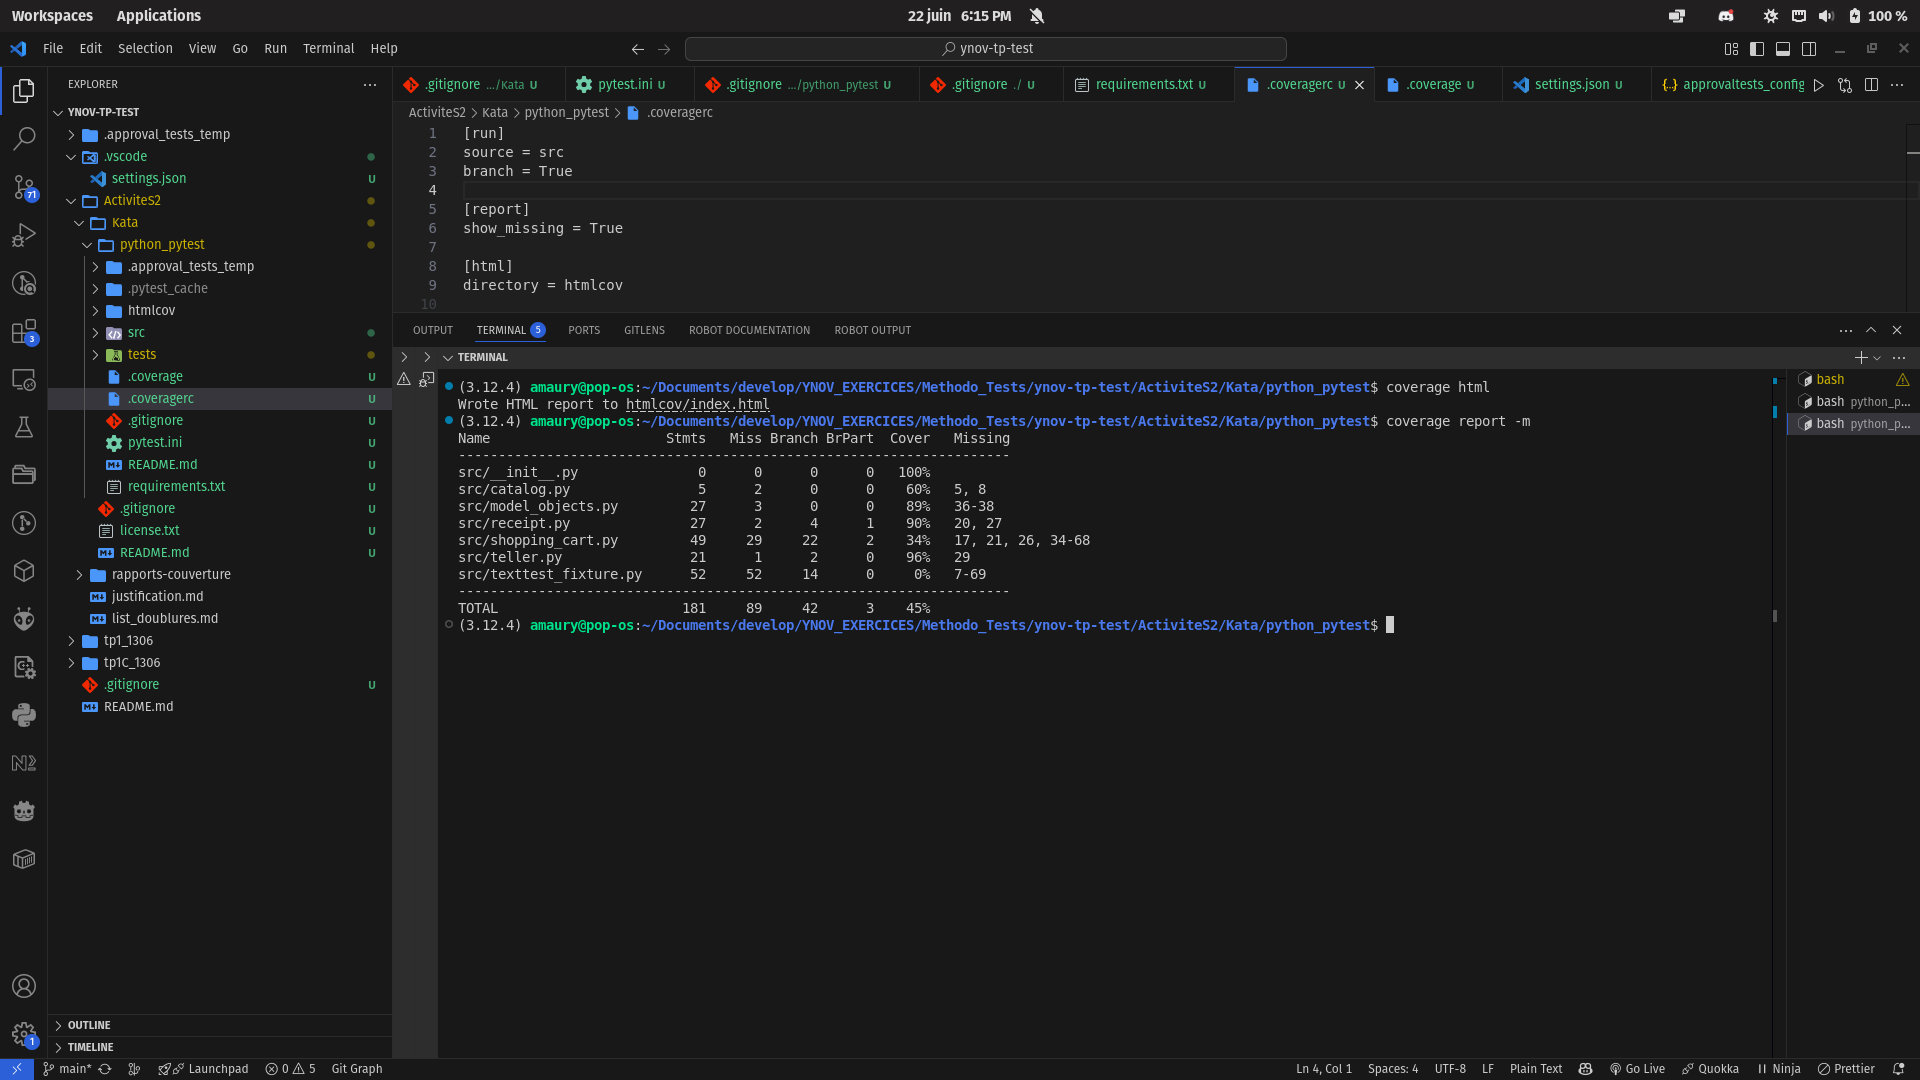 Workspaces Applications 22 juin 6:15 PM 100 %
File Edit Selection View Go Run Terminal Help ynov-tp-test
EXPLORER
YNOV-TP-TEST
.approval_tests_temp
.vscode
settings.json U
ActiviteS2
Kata
python_pytest
.approval_tests_temp
.pytest_cache
htmlcov
src
tests
.coverage U
.coveragerc U
.gitignore U
pytest.ini U
README.md U
requirements.txt U
.gitignore U
license.txt U
README.md U
rapports-couverture
justification.md
list_doublures.md
tp1_1306
tp1C_1306
.gitignore U
README.md
OUTLINE
TIMELINE
71
3
1
.gitignore .../Kata U pytest.ini U .gitignore .../python_pytest U .gitignore ./ U requirements.txt U .coveragerc U .coverage U settings.json U approvaltests_config
ActiviteS2 > Kata > python_pytest > .coveragerc
1 [run]
2 source = src
3 branch = True
4
5 [report]
6 show_missing = True
7
8 [html]
9 directory = htmlcov
10
OUTPUT TERMINAL 5 PORTS GITLENS ROBOT DOCUMENTATION ROBOT OUTPUT
TERMINAL
(3.12.4) amaury@pop-os:~/Documents/develop/YNOV_EXERCICES/Methodo_Tests/ynov-tp-test/ActiviteS2/Kata/python_pytest$ coverage html
Wrote HTML report to htmlcov/index.html
(3.12.4) amaury@pop-os:~/Documents/develop/YNOV_EXERCICES/Methodo_Tests/ynov-tp-test/ActiviteS2/Kata/python_pytest$ coverage report -m
Name Stmts Miss Branch BrPart Cover Missing
---------------------------------------------------------------------
src/__init__.py 0 0 0 0 100%
src/catalog.py 5 2 0 0 60% 5, 8
src/model_objects.py 27 3 0 0 89% 36-38
src/receipt.py 27 2 4 1 90% 20, 27
src/shopping_cart.py 49 29 22 2 34% 17, 21, 26, 34-68
src/teller.py 21 1 2 0 96% 29
src/texttest_fixture.py 52 52 14 0 0% 7-69
---------------------------------------------------------------------
TOTAL 181 89 42 3 45%
(3.12.4) amaury@pop-os:~/Documents/develop/YNOV_EXERCICES/Methodo_Tests/ynov-tp-test/ActiviteS2/Kata/python_pytest$
bash
bash python_p...
bash python_p...
main* Launchpad 0 5 Git Graph Ln 4, Col 1 Spaces: 4 UTF-8 LF Plain Text Go Live Quokka Ninja Prettier